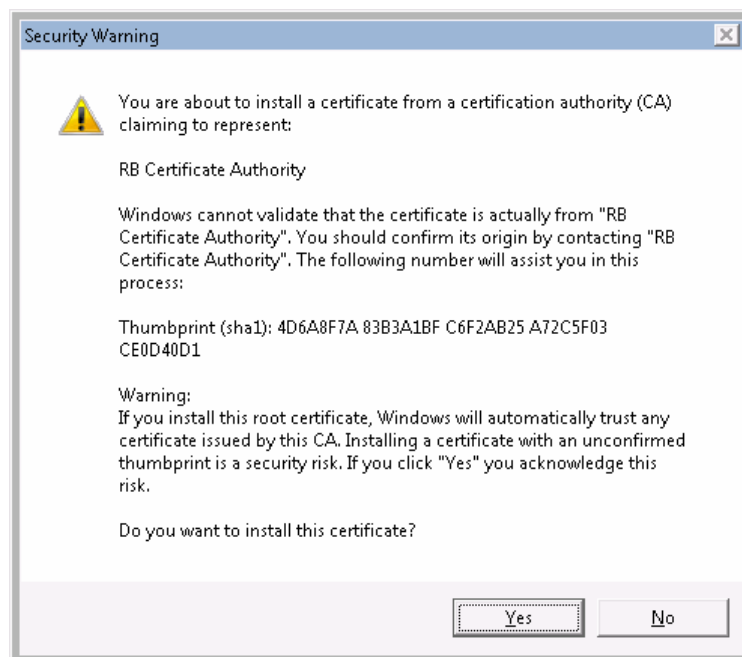 Security Warning
You are about to install a certificate from a certification authority (CA)
claiming to represent:
RB Certificate Authority
Windows cannot validate that the certificate is actually from "RB
Certificate Authority". You should confirm its origin by contacting "RB
Certificate Authority". The following number will assist you in this
process:
Thumbprint (sha1): 4D6A8F7A 83B3A1BF C6F2AB25 A72C5F03
CE0D40D1
Warning:
If you install this root certificate, Windows will automatically trust any
certificate issued by this CA. Installing a certificate with an unconfirmed
thumbprint is a security risk. If you click "Yes" you acknowledge this
risk.
Do you want to install this certificate?
Yes
No